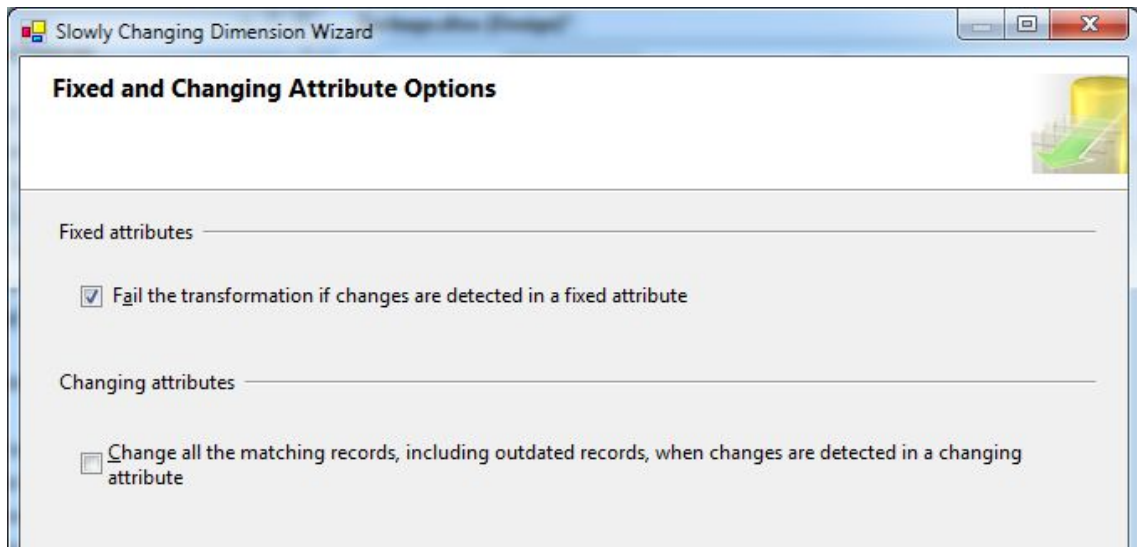 Slowly Changing Dimension Wizard
Fixed and Changing Attribute Options
Fixed attributes
Fail the transformation if changes are detected in a fixed attribute
Changing attributes
Change all the matching records, including outdated records, when changes are detected in a changing
attribute